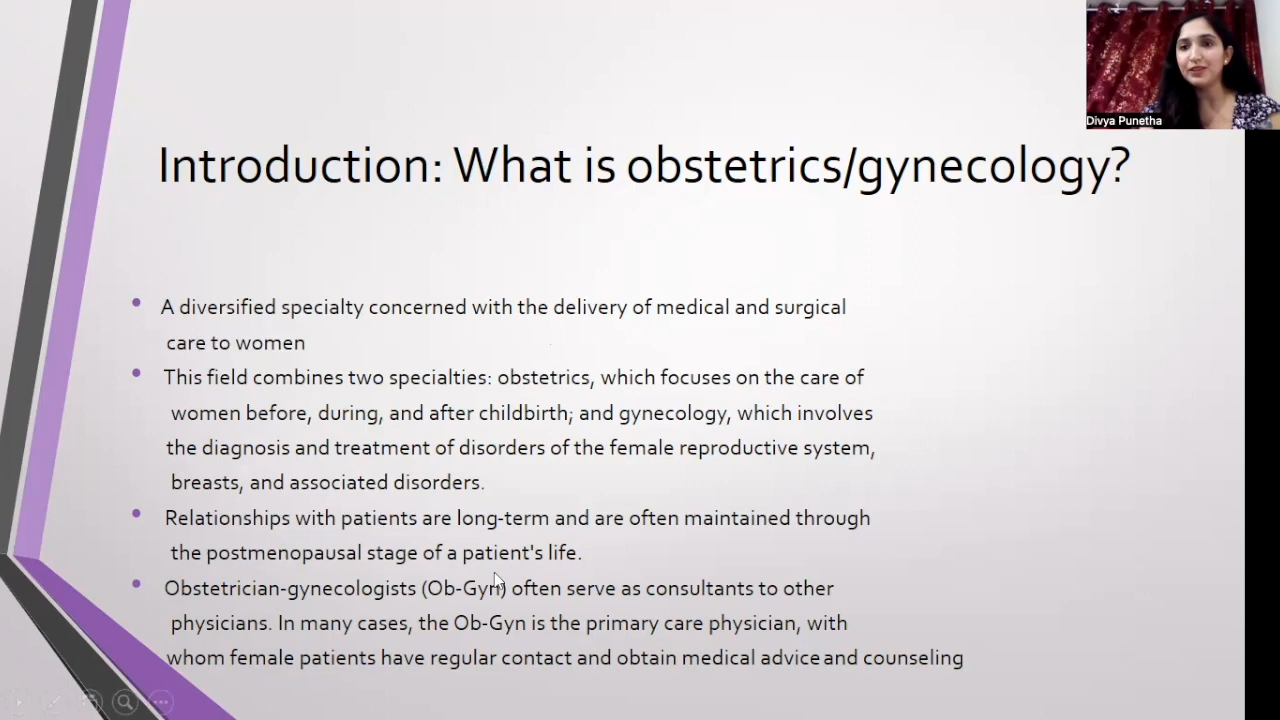 Divya Punetha
Introduction: What is obstetrics/gynecology?
• A diversified specialty concerned with the delivery of medical and surgical
care to women
• This field combines two specialties: obstetrics, which focuses on the care of
women before, during, and after childbirth; and gynecology, which involves
the diagnosis and treatment of disorders of the female reproductive system,
breasts, and associated disorders.
• Relationships with patients are long-term and are often maintained through
the postmenopausal stage of a patient's life.
• Obstetrician-gynecologists (Ob-Gyn) often serve as consultants to other
physicians. In many cases, the Ob-Gyn is the primary care physician, with
whom female patients have regular contact and obtain medical advice and counseling